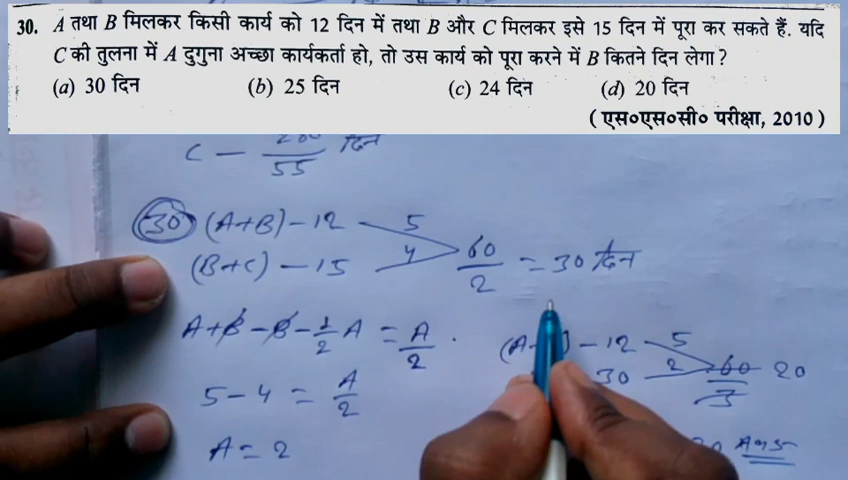 30. A तथा B मिलकर किसी कार्य को 12 दिन में तथा B और C मिलकर इसे 15 दिन में पूरा कर सकते हैं. यदि
C की तुलना में A दुगुना अच्छा कार्यकर्ता हो, तो उस कार्य को पूरा करने में B कितने दिन लेगा ?
(a) 30 दिन (b) 25 दिन (c) 24 दिन (d) 20 दिन
( एस०एस०सी० परीक्षा, 2010 )
C — /55 दिन
30 (A+B) – 12 5
(B+C) – 15 4 60/2 = 30 दिन
A+B – B – 1/2 A = A/2 .
(A – 12 5
30 2 60/3 20
5 – 4 = A/2
A = 2
Ans